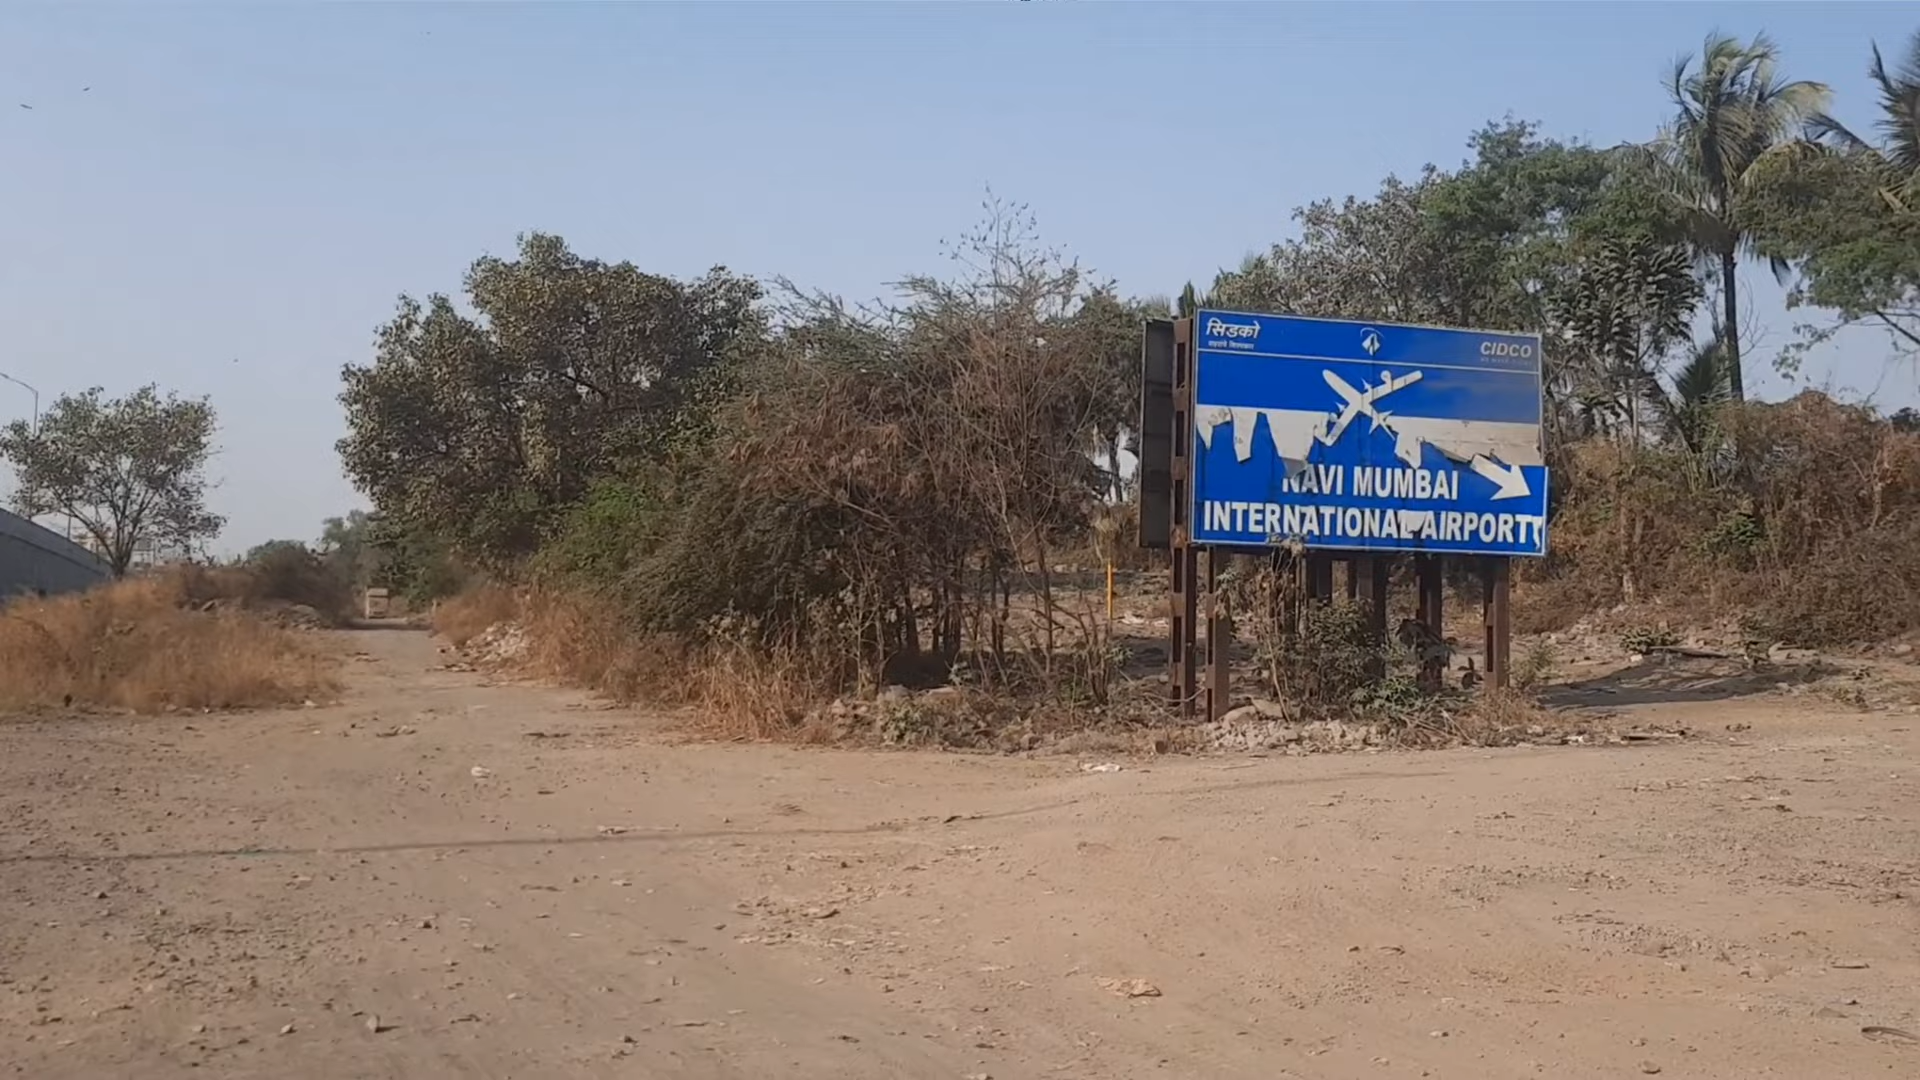 सिडको
CIDCO
NAVI MUMBAI
INTERNATIONAL AIRPORT